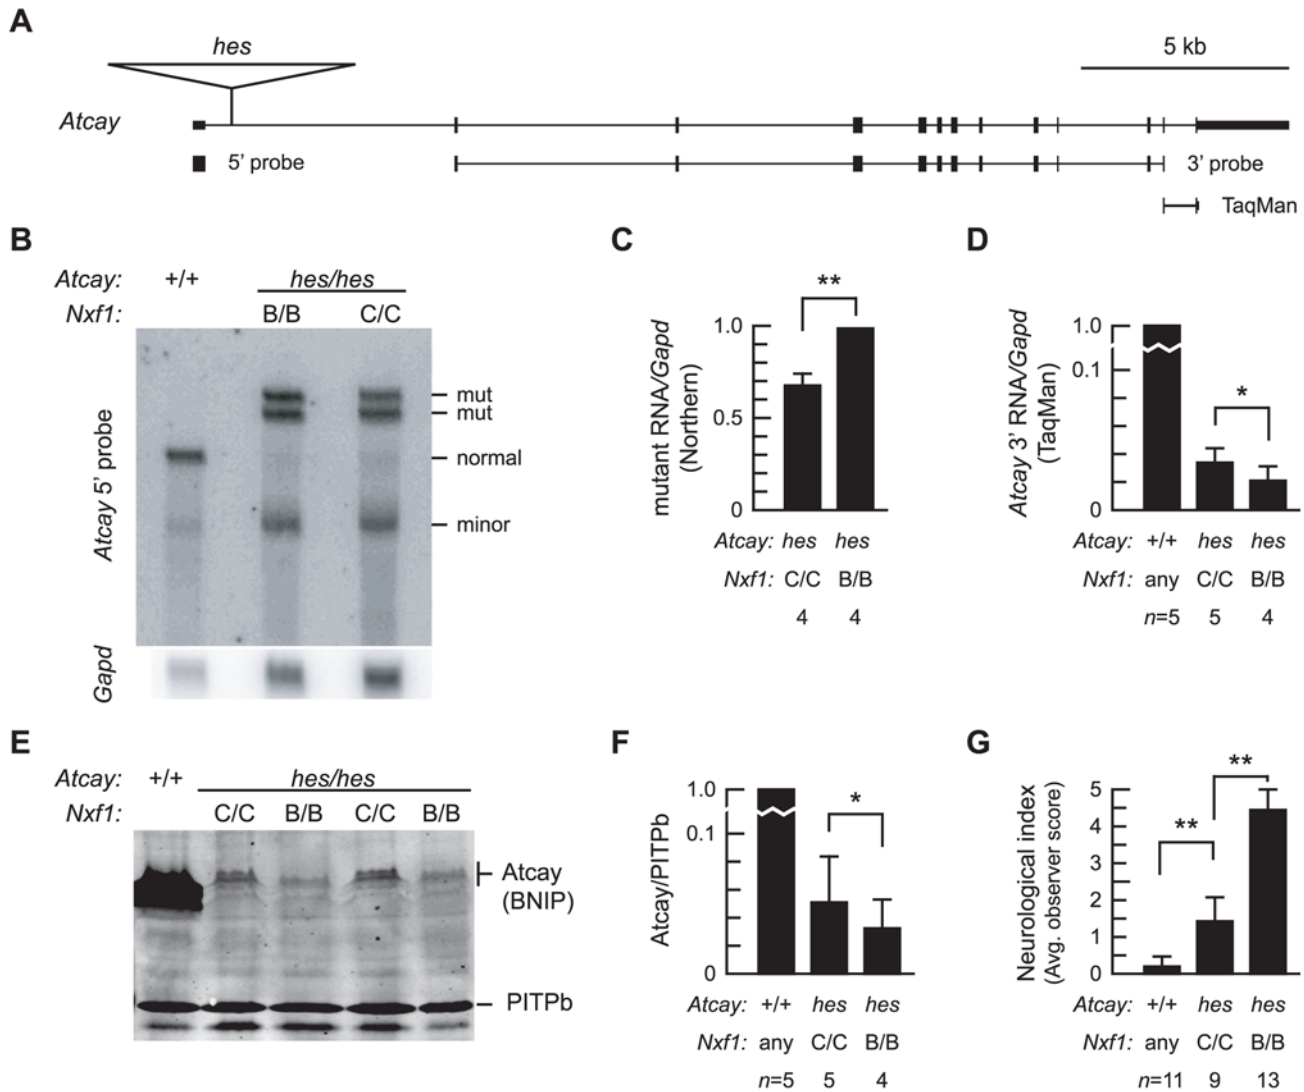 A
hes
5 kb
Atcay
5' probe
3' probe
TaqMan
B
Atcay: +/+ hes/hes
Nxf1: B/B C/C
Atcay 5' probe
mut
mut
normal
minor
Gapd
C
**
mutant RNA/Gapd
(Northern)
1.0
0.5
0
Atcay: hes hes
Nxf1: C/C B/B
4 4
D
*
Atcay 3' RNA/Gapd
(TaqMan)
1.0
0.1
0
Atcay: +/+ hes hes
Nxf1: any C/C B/B
n=5 5 4
E
Atcay: +/+ hes/hes
Nxf1: C/C B/B C/C B/B
Atcay
(BNIP)
PITPb
F
*
Atcay/PITPb
1.0
0.1
0
Atcay: +/+ hes hes
Nxf1: any C/C B/B
n=5 5 4
G
**
**
Neurological index
(Avg. observer score)
5
4
3
2
1
0
Atcay: +/+ hes hes
Nxf1: any C/C B/B
n=11 9 13